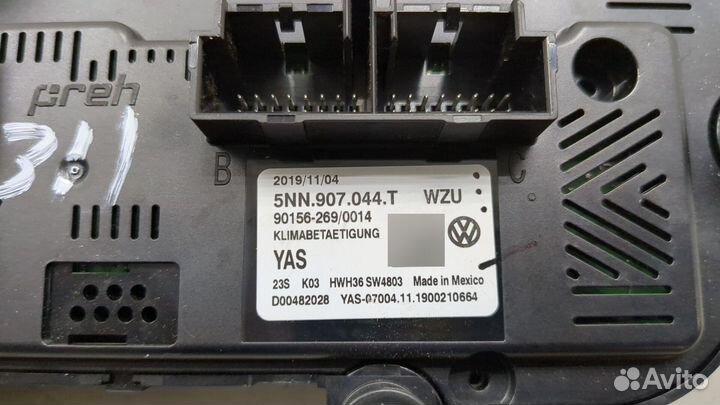 preh
311
B
C
2019/11/04
5NN.907.044.T WZU
90156-269/0014
KLIMABETAETIGUNG
YAS
23S K03 HWH36 SW4803 Made in Mexico
D00482028 YAS-07004.11.1900210664
Avito